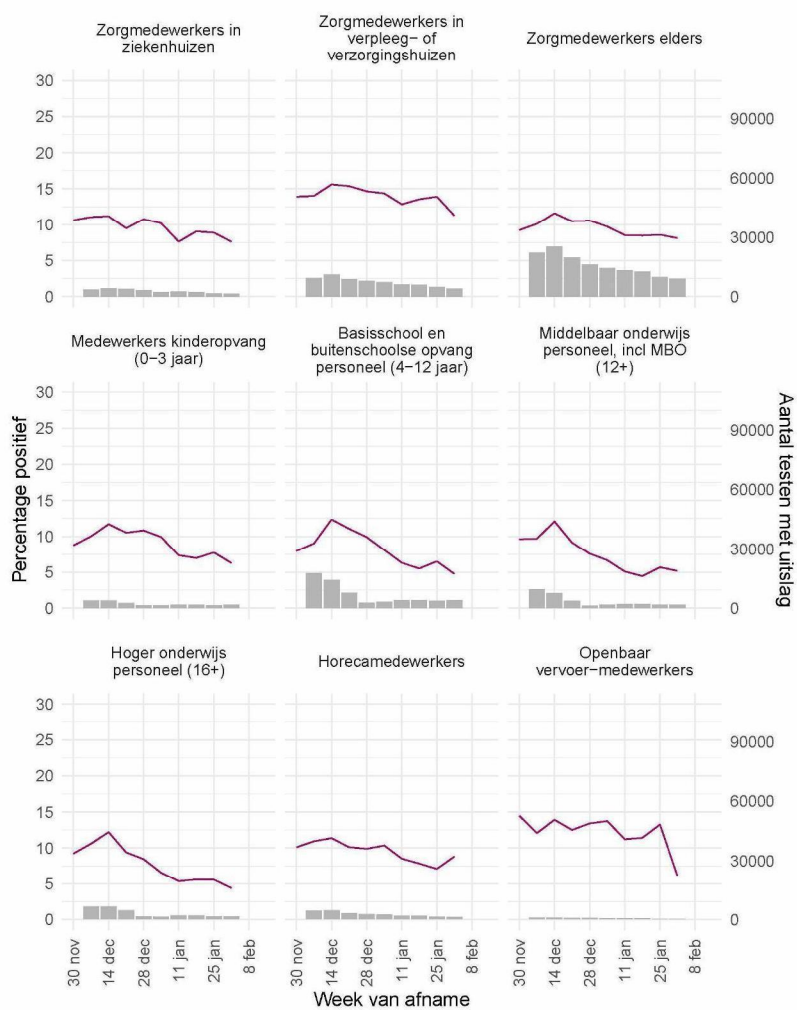 Zorgmedewerkers in
ziekenhuizen
Zorgmedewerkers in
verpleeg− of
verzorgingshuizen
Zorgmedewerkers elders
30
25
20
15
10
5
0
90000
60000
30000
0
Medewerkers kinderopvang
(0−3 jaar)
Basisschool en
buitenschoolse opvang
personeel (4−12 jaar)
Middelbaar onderwijs
personeel, incl MBO
(12+)
Percentage positief
30
25
20
15
10
5
0
90000
60000
30000
0
Aantal testen met uitslag
Hoger onderwijs
personeel (16+)
Horecamedewerkers
Openbaar
vervoer−medewerkers
30
25
20
15
10
5
0
90000
60000
30000
0
30 nov
14 dec
28 dec
11 jan
25 jan
8 feb
30 nov
14 dec
28 dec
11 jan
25 jan
8 feb
30 nov
14 dec
28 dec
11 jan
25 jan
8 feb
Week van afname